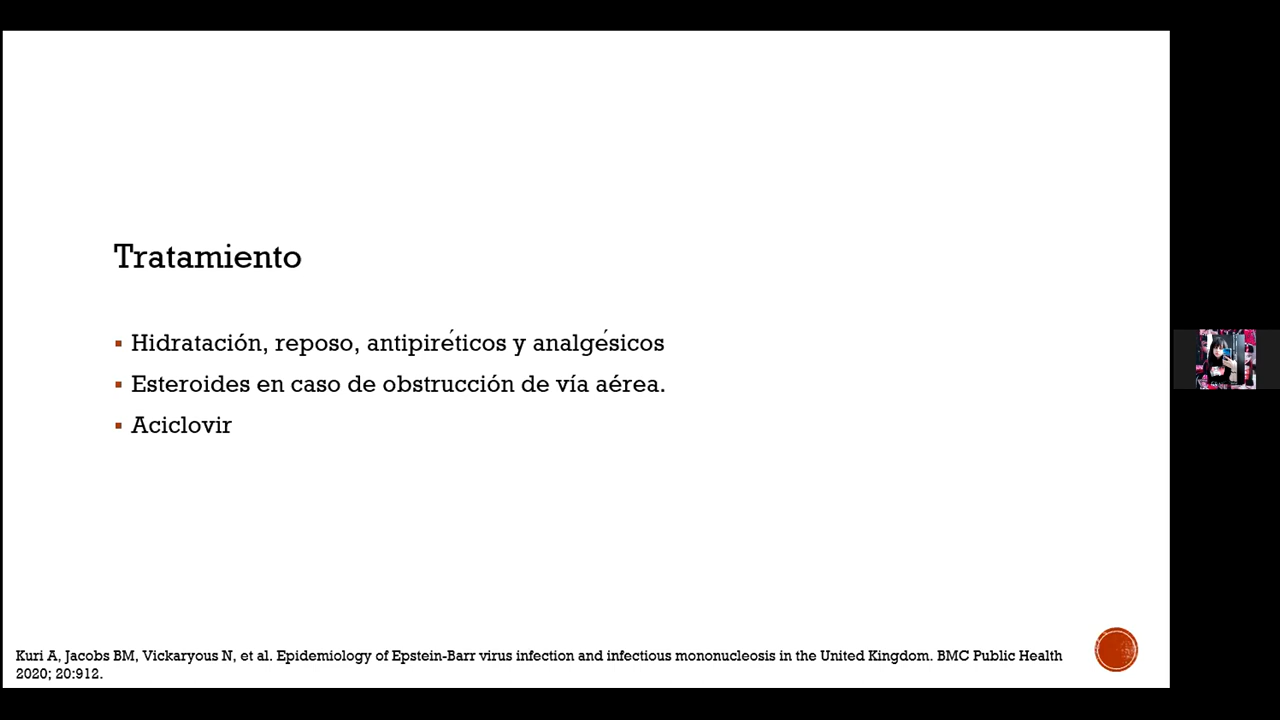 Tratamiento
▪ Hidratación, reposo, antipiréticos y analgésicos
▪ Esteroides en caso de obstrucción de vía aérea.
▪ Aciclovir
Kuri A, Jacobs BM, Vickaryous N, et al. Epidemiology of Epstein-Barr virus infection and infectious mononucleosis in the United Kingdom. BMC Public Health
2020; 20:912.